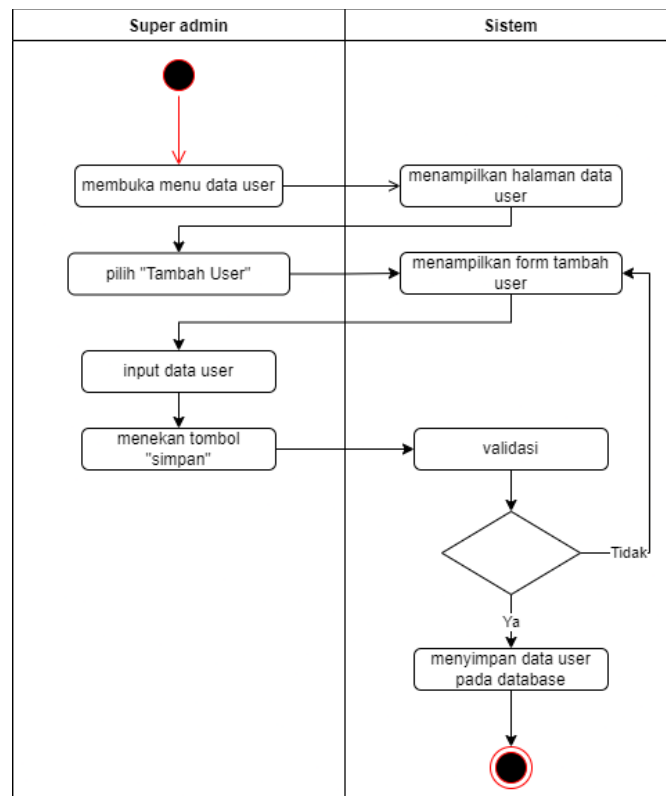 Super admin
Sistem
membuka menu data user
menampilkan halaman data
user
pilih "Tambah User"
menampilkan form tambah
user
input data user
menekan tombol
"simpan"
validasi
Tidak
Ya
menyimpan data user
pada database